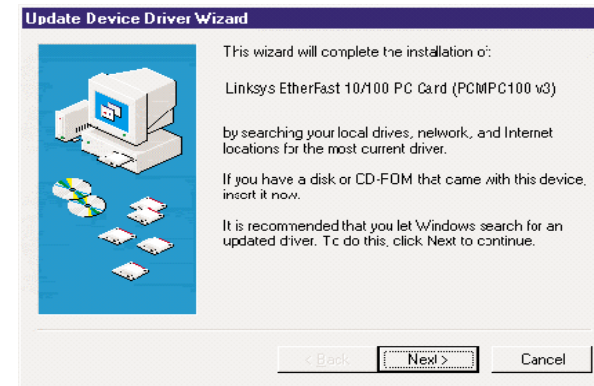 Update Device Driver Wizard
This wizard will complete the installation of:
Linksys EtherFast 10/100 PC Card (PCMPC100 v3)
by searching your local drives, network, and Internet
locations for the most current driver.
If you have a disk or CD-ROM that came with this device,
insert it now.
It is recommended that you let Windows search for an
updated driver. To do this, click Next to continue.
< Back
Next >
Cancel